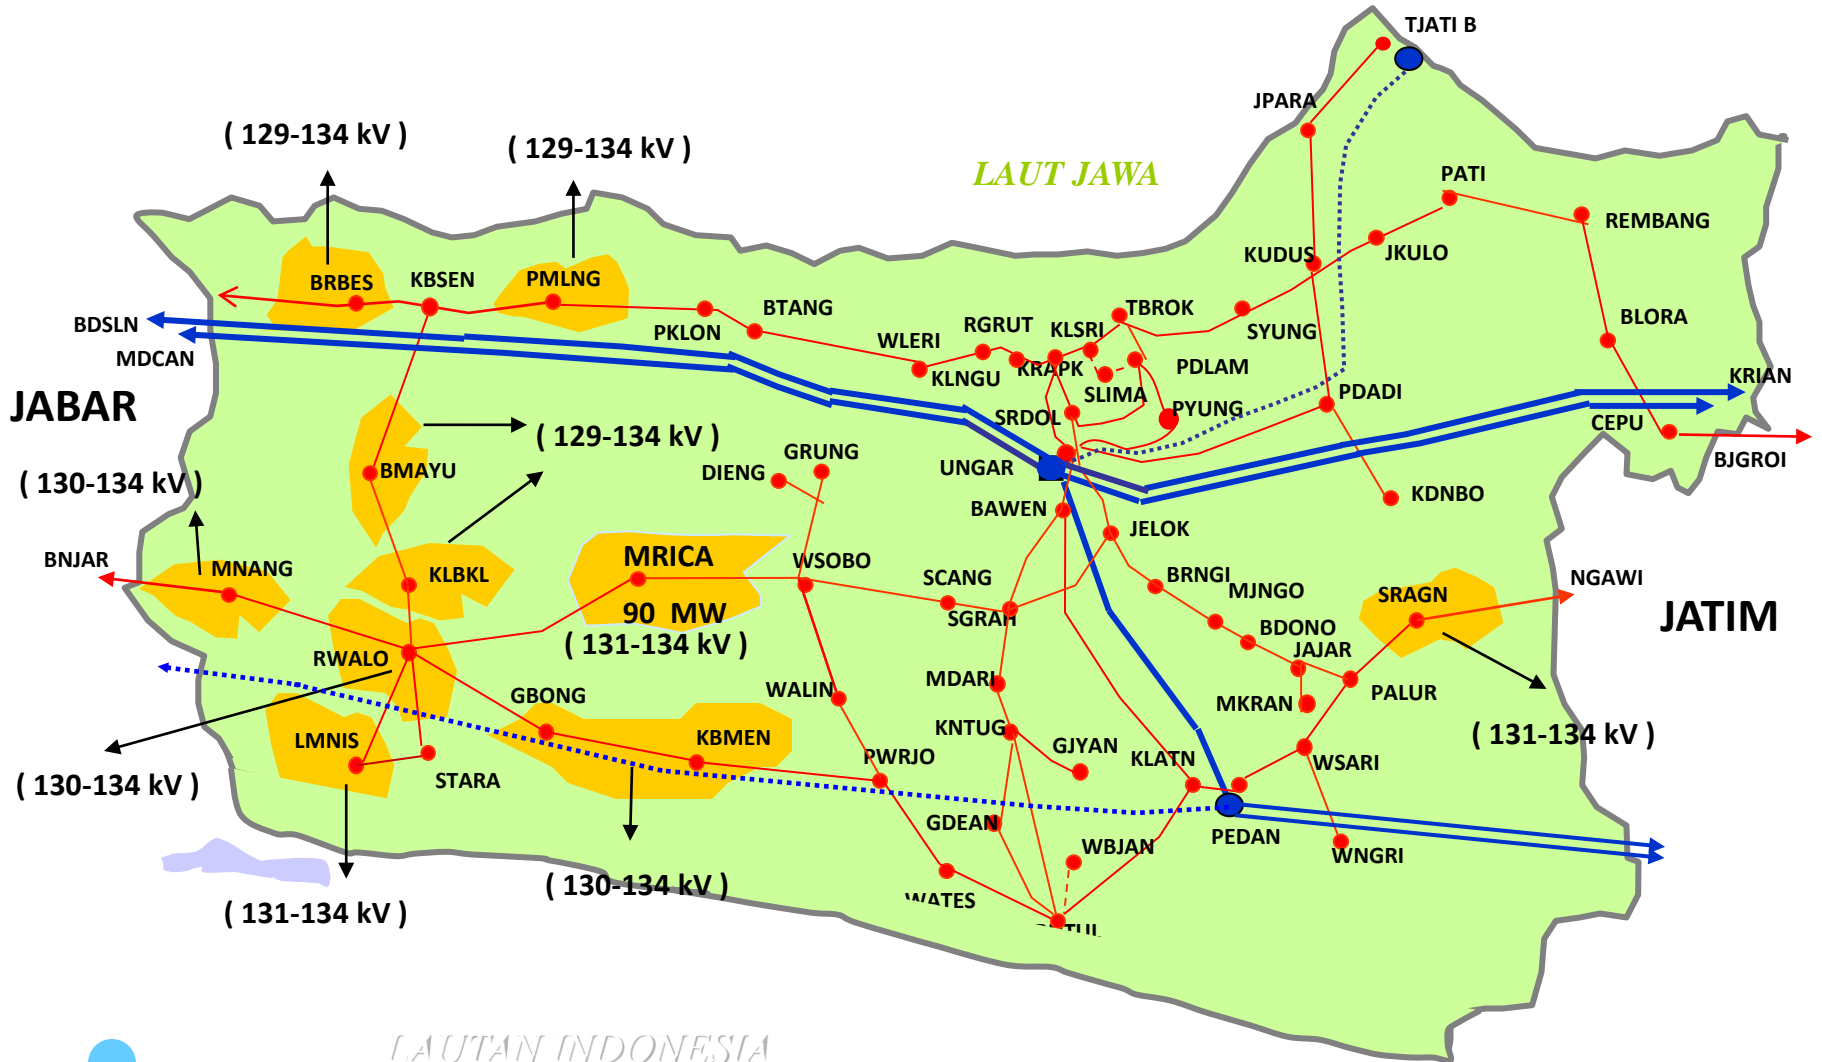 TJATI B
JPARA
( 129-134 kV )
( 129-134 kV )
LAUT JAWA
PATI
REMBANG
KUDUS
JKULO
BRBES
KBSEN
PMLNG
BTANG
TBROK
SYUNG
BLORA
BDSLN
MDCAN
PKLON
WLERI
RGRUT
KLSRI
KLNGU
KRAPK
PDLAM
SLIMA
KRIAN
JABAR
SRDOL
PYUNG
PDADI
CEPU
BJGROI
( 129-134 kV )
GRUNG
DIENG
UNGAR
BMAYU
( 130-134 kV )
BAWEN
KDNBO
JELOK
BNJAR
MNANG
KLBKL
MRICA
WSOBO
SCANG
BRNGI
MJNGO
SRAGN
NGAWI
90 MW
SGRAH
JATIM
( 131-134 kV )
BDONO
JAJAR
RWALO
GBONG
WALIN
MDARI
MKRAN
PALUR
LMNIS
KBMEN
KNTUG
GJYAN
KLATN
WSARI
( 131-134 kV )
STARA
PWRJO
( 130-134 kV )
GDEAN
WBJAN
PEDAN
WNGRI
( 130-134 kV )
WATES
( 131-134 kV )
LAUTAN INDONESIA